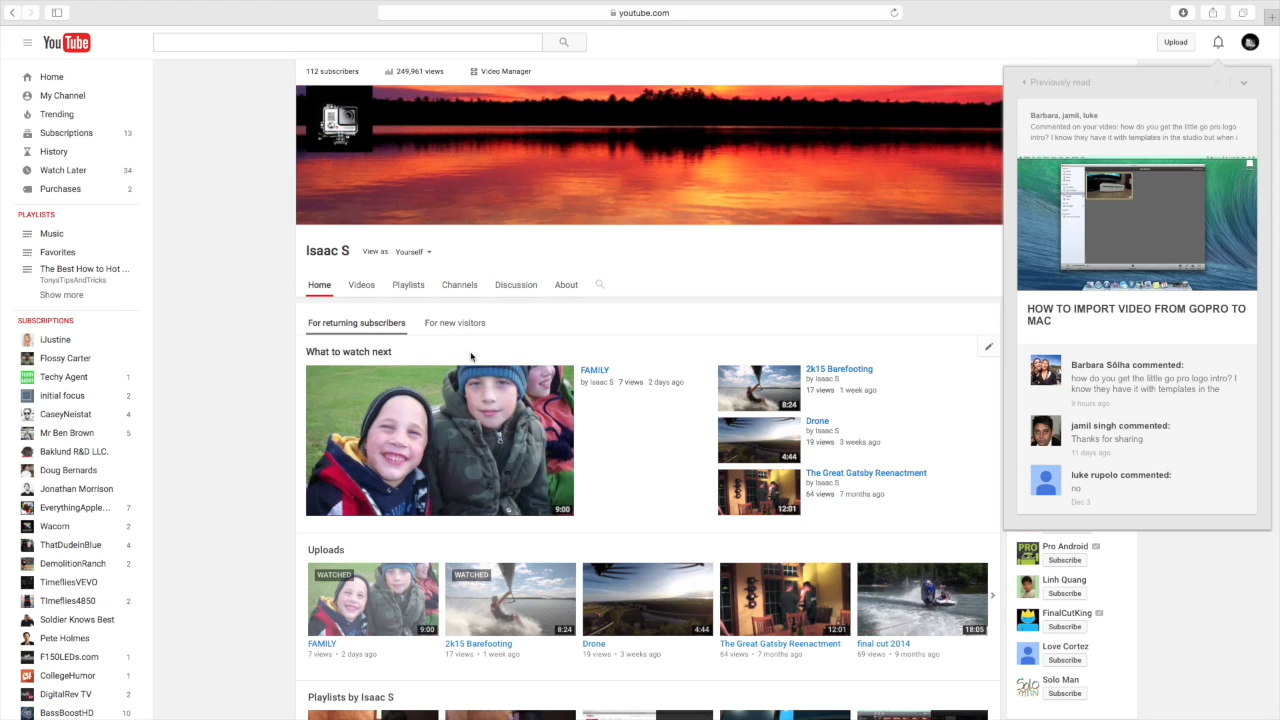 youtube.com
YouTube
Upload
Home
My Channel
Trending
Subscriptions 13
History
Watch Later 34
Purchases 2
PLAYLISTS
Music
Favorites
The Best How to Hot ...
TonysTipsAndTricks
Show more
SUBSCRIPTIONS
iJustine
Flossy Carter
Techy Agent 1
initial focus 2
CaseyNeistat 4
Mr Ben Brown 5
Baklund R&D LLC.
Doug Bernards
Jonathan Morrison
EverythingApple... 7
Wacom 2
ThatDudeinBlue 4
DemolitionRanch 2
TimefliesVEVO
TImeflies4850 2
Soldier Knows Best
Pete Holmes
F150LEDs.com 1
CollegeHumor 1
DigitalRev TV 2
BassBoostHD 10
112 subscribers 249,961 views Video Manager
Isaac S View as: Yourself
Home Videos Playlists Channels Discussion About
For returning subscribers For new visitors
What to watch next
9:00
FAMILY
by Isaac S 7 views 2 days ago
8:24
2k15 Barefooting
by Isaac S
17 views 1 week ago
4:44
Drone
by Isaac S
19 views 3 weeks ago
12:01
The Great Gatsby Reenactment
by Isaac S
64 views 7 months ago
Uploads
WATCHED 9:00
FAMILY
7 views • 2 days ago
WATCHED 8:24
2k15 Barefooting
17 views • 1 week ago
4:44
Drone
19 views • 3 weeks ago
12:01
The Great Gatsby Reenactment
64 views • 7 months ago
18:05
final cut 2014
69 views • 9 months ago
Playlists by Isaac S
Previously read
Barbara, jamil, luke
Commented on your video: how do you get the little go pro logo
intro? I know they have it with templates in the studio but when i
HOW TO IMPORT VIDEO FROM GOPRO TO
MAC
Barbara Sôlha commented:
how do you get the little go pro logo intro? I
know they have it with templates in the
9 hours ago
jamil singh commented:
Thanks for sharing
11 days ago
luke rupolo commented:
no
Dec 3
PRO
Pro Android
Subscribe
Linh Quang
Subscribe
FinalCutKing
Subscribe
Love Cortez
Subscribe
Solo Man
Subscribe